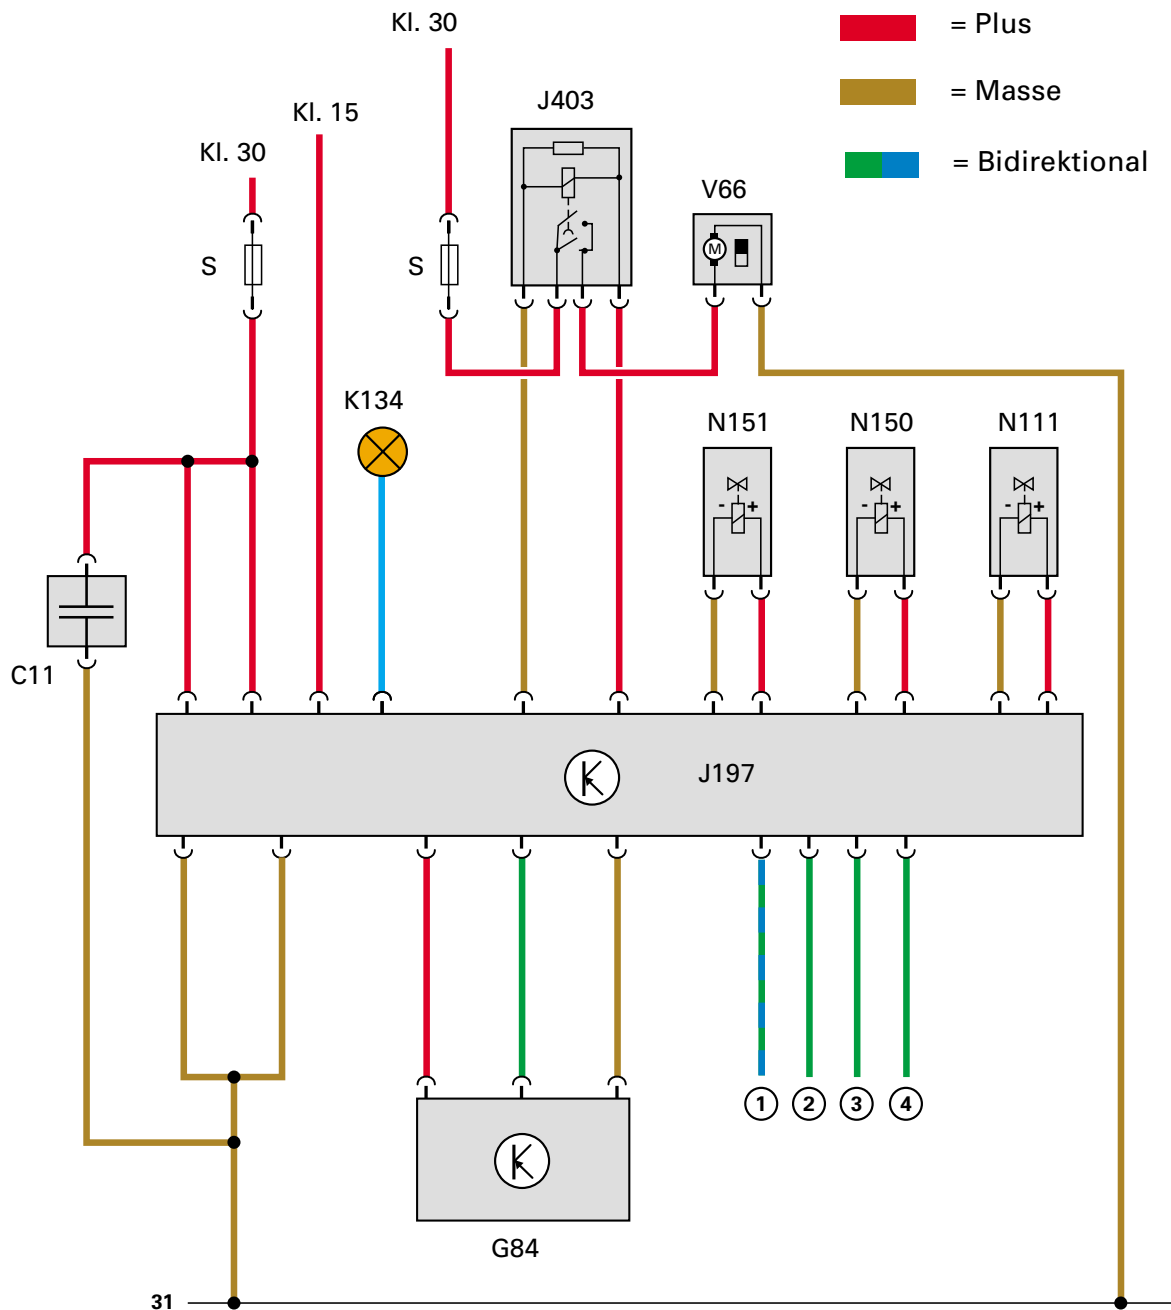 Kl. 30
= Plus
= Masse
J403
Kl. 15
Kl. 30
= Bidirektional
V66
M
S
S
K134
N151
N150
N111
- +
- +
- +
C11
J197
1
2
3
4
G84
31